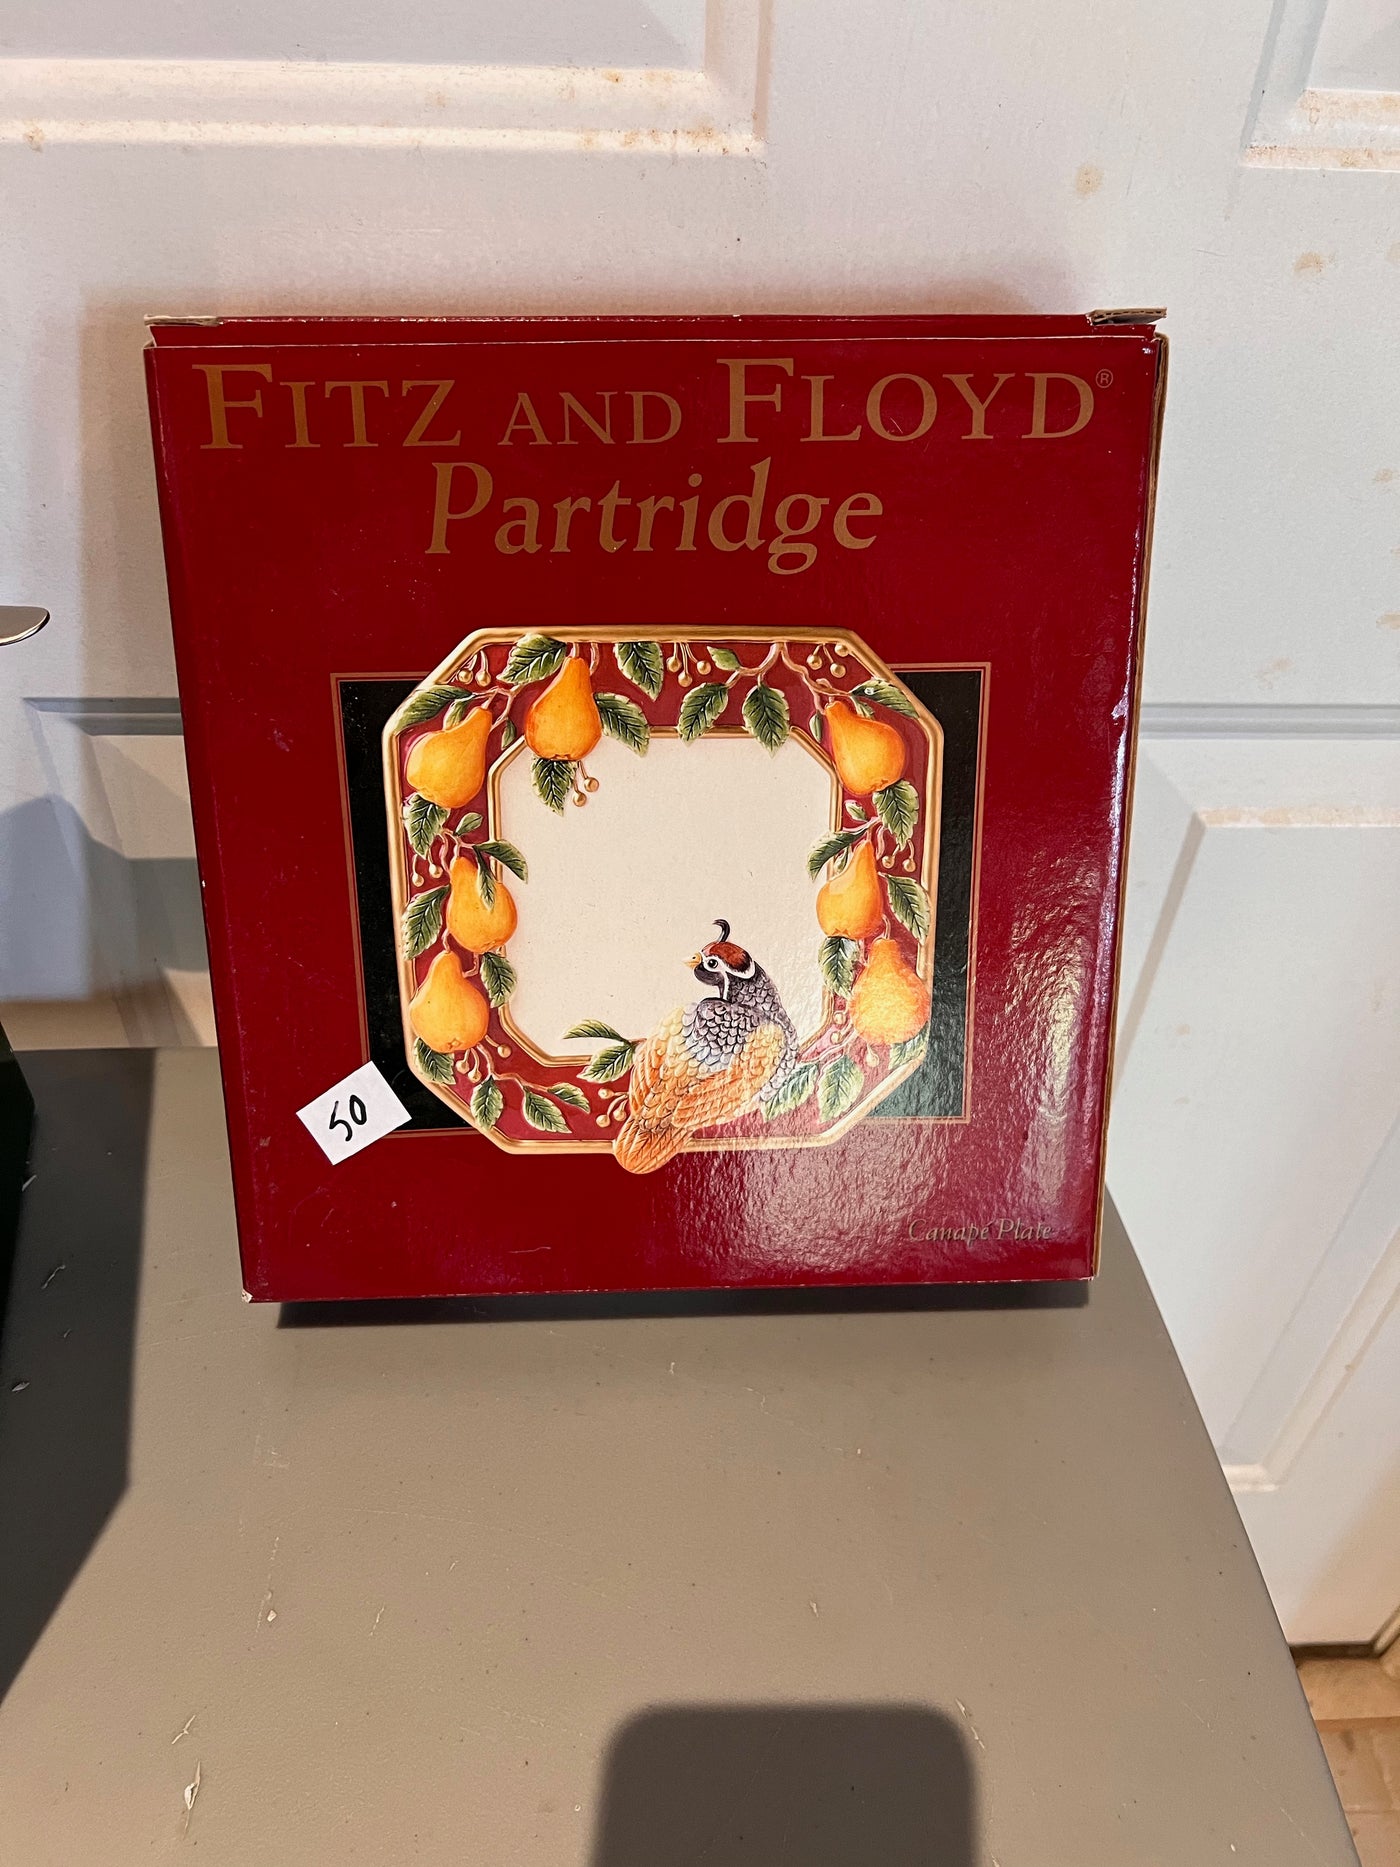 FITZ AND FLOYD®
Partridge
50
Canapé Plate